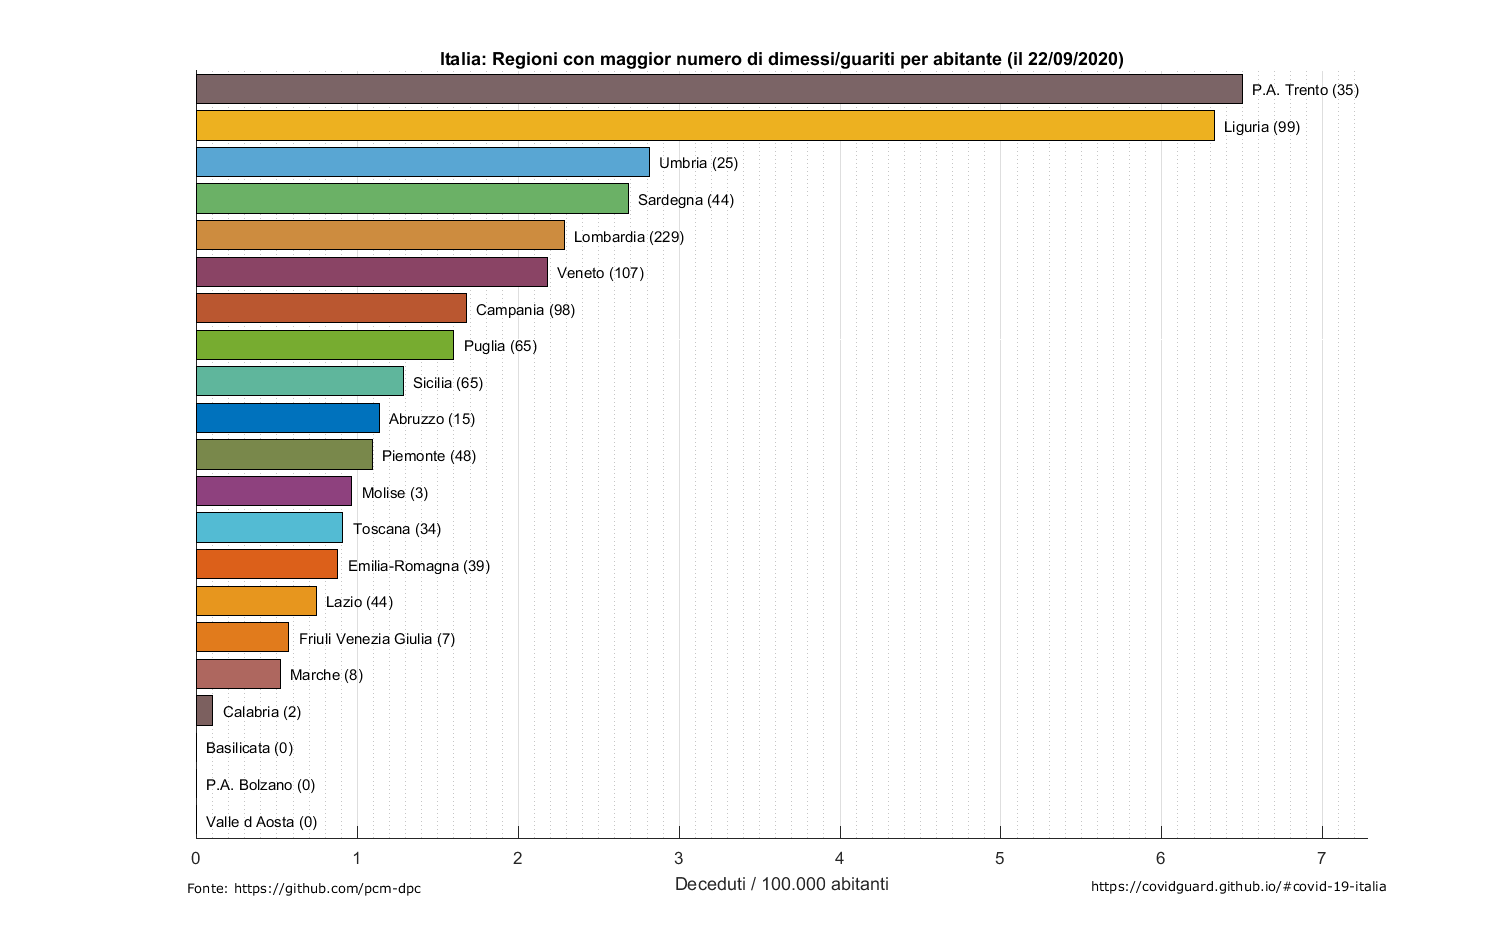 Italia: Regioni con maggior numero di dimessi/guariti per abitante (il 22/09/2020)
P.A. Trento (35)
Liguria (99)
Umbria (25)
Sardegna (44)
Lombardia (229)
Veneto (107)
Campania (98)
Puglia (65)
Sicilia (65)
Abruzzo (15)
Piemonte (48)
Molise (3)
Toscana (34)
Emilia-Romagna (39)
Lazio (44)
Friuli Venezia Giulia (7)
Marche (8)
Calabria (2)
Basilicata (0)
P.A. Bolzano (0)
Valle d Aosta (0)
0 1 2 3 4 5 6 7
Deceduti / 100.000 abitanti
Fonte: https://github.com/pcm-dpc
https://covidguard.github.io/#covid-19-italia